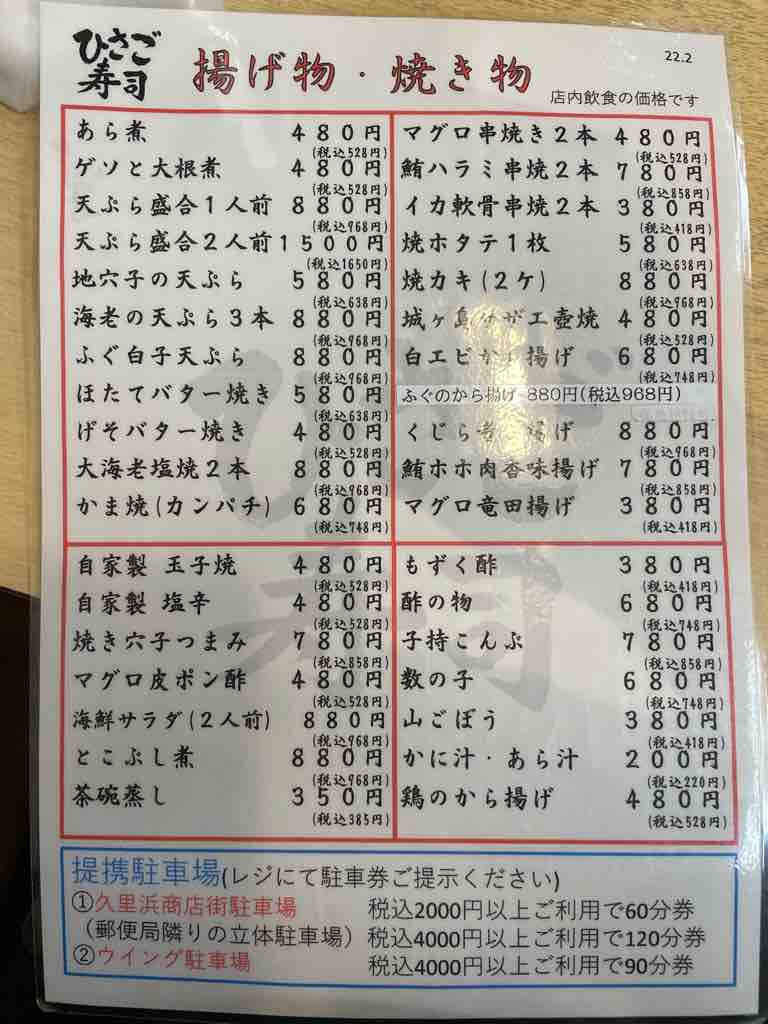 ひさご
寿司
揚げ物・焼き物
22.2
店内飲食の価格です
あら煮 480円
(税込528円)
ゲソと大根煮 480円
(税込528円)
天ぷら盛合1人前 880円
(税込968円)
天ぷら盛合2人前1500円
(税込1650円)
地穴子の天ぷら 580円
(税込638円)
海老の天ぷら3本 880円
(税込968円)
ふぐ白子天ぷら 880円
(税込968円)
ほたてバター焼き 580円
(税込638円)
げそバター焼き 480円
(税込528円)
大海老塩焼2本 880円
(税込968円)
かま焼(カンパチ) 680円
(税込748円)
マグロ串焼き2本 480円
(税込528円)
鮪ハラミ串焼2本 780円
(税込858円)
イカ軟骨串焼2本 380円
(税込418円)
焼ホタテ1枚 580円
(税込638円)
焼カキ(2ケ) 880円
(税込968円)
城ヶ島サザエ壺焼 480円
(税込528円)
白エビから揚げ 680円
(税込748円)
ふぐのから揚げ 880円(税込968円)
くじら 揚げ 880円
(税込968円)
鮪ホホ肉香味揚げ 780円
(税込858円)
マグロ竜田揚げ 380円
(税込418円)
自家製 玉子焼 480円
(税込528円)
自家製 塩辛 480円
(税込528円)
焼き穴子つまみ 780円
(税込858円)
マグロ皮ポン酢 480円
(税込528円)
海鮮サラダ(2人前) 880円
(税込968円)
とこぶし煮 880円
(税込968円)
茶碗蒸し 350円
(税込385円)
もずく酢 380円
(税込418円)
酢の物 680円
(税込748円)
子持こんぶ 780円
(税込858円)
数の子 680円
(税込748円)
山ごぼう 380円
(税込418円)
かに汁・あら汁 200円
(税込220円)
鶏のから揚げ 480円
(税込528円)
提携駐車場(レジにて駐車券ご提示ください)
①久里浜商店街駐車場 税込2000円以上ご利用で60分券
(郵便局隣りの立体駐車場) 税込4000円以上ご利用で120分券
②ウイング駐車場 税込4000円以上ご利用で90分券